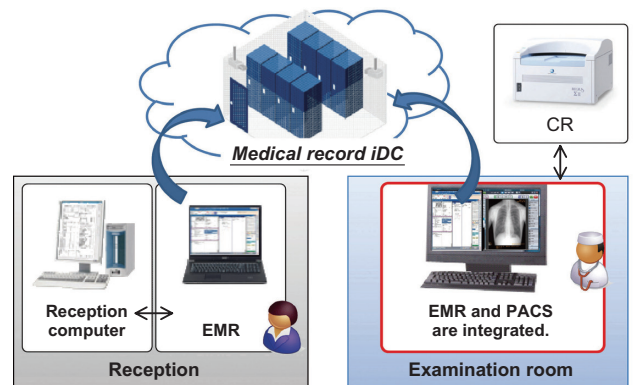 Medical record iDC
CR
Reception
computer
EMR
EMR and PACS
are integrated.
Reception
Examination room